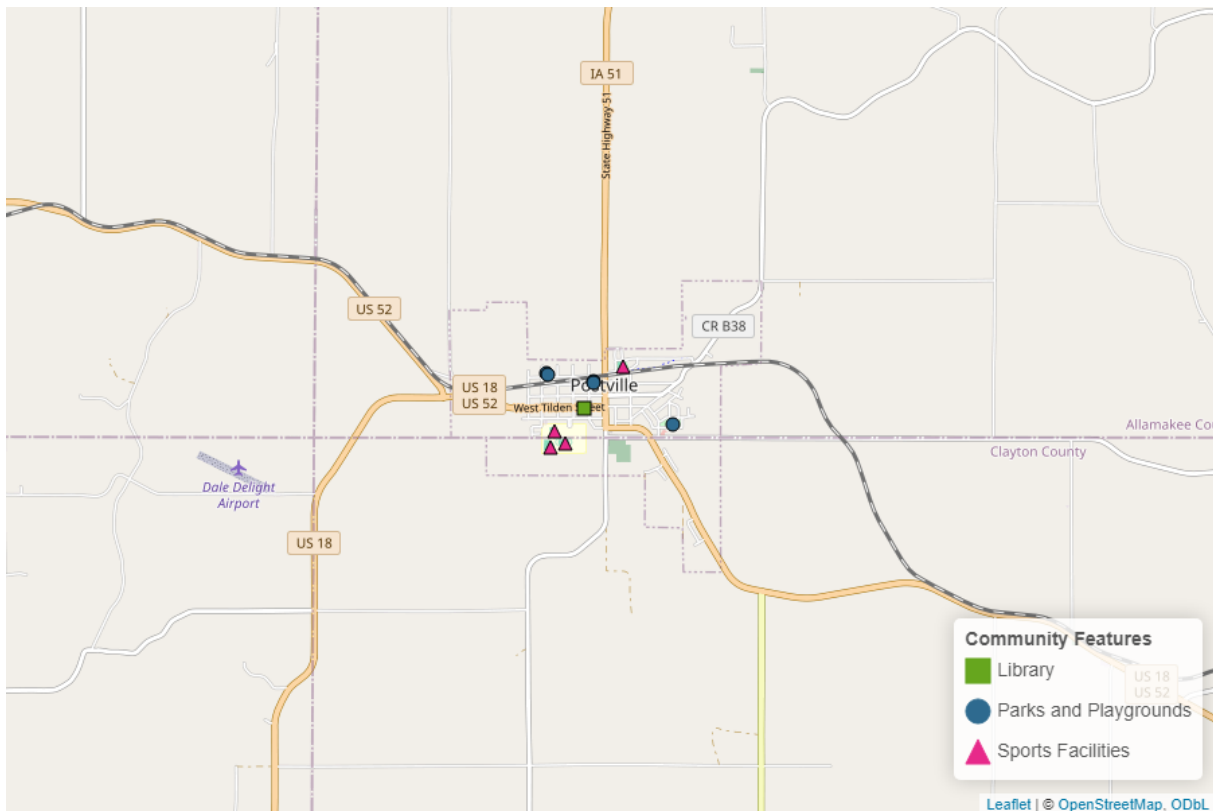 IA 51
State Highway 51
US 52
CR B38
US 18
US 52
Postville
West Tilden Street
Allamakee Cou
Clayton County
Dale Delight
Airport
US 18
Community Features
Library
Parks and Playgrounds
Sports Facilities
US 18
US 52
Leaflet | © OpenStreetMap, ODbL